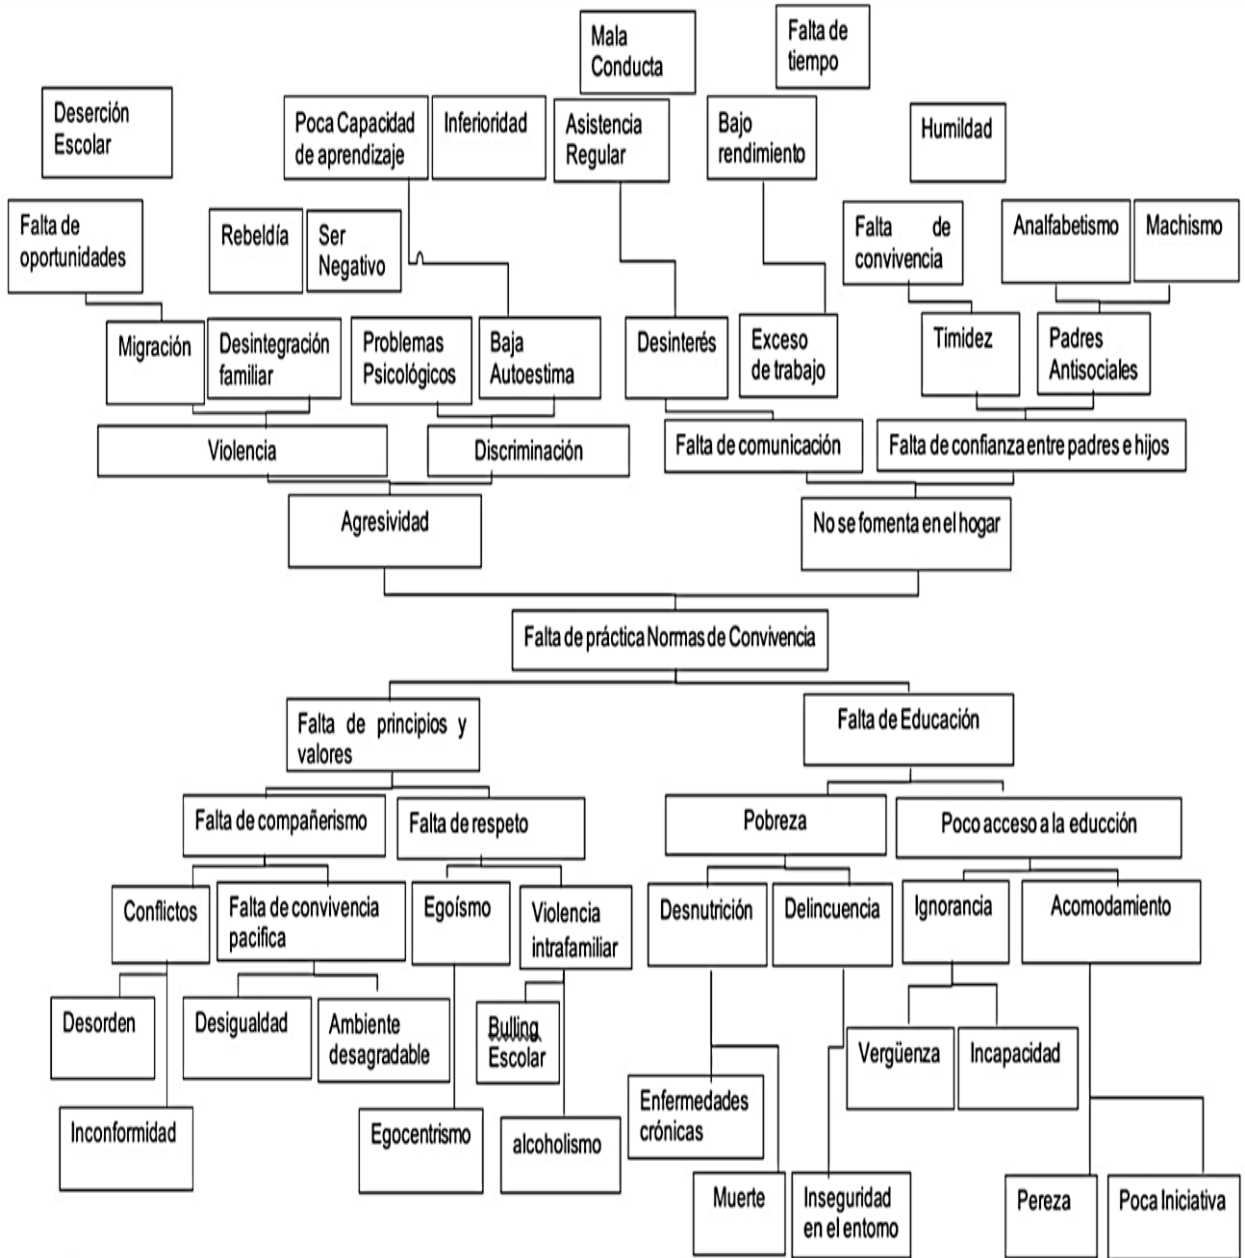 Mala
Conducta
Falta de
tiempo
Deserción
Escolar
Poca Capacidad
de aprendizaje
Inferioridad
Asistencia
Regular
Bajo
rendimiento
Humildad
Falta de
oportunidades
Rebeldía
Ser
Negativo
Falta de
convivencia
Analfabetismo
Machismo
Migración
Desintegración
familiar
Problemas
Psicológicos
Baja
Autoestima
Desinterés
Exceso
de trabajo
Timidez
Padres
Antisociales
Violencia
Discriminación
Falta de comunicación
Falta de confianza entre padres e hijos
Agresividad
No se fomenta en el hogar
Falta de práctica Normas de Convivencia
Falta de principios y
valores
Falta de Educación
Falta de compañerismo
Falta de respeto
Pobreza
Poco acceso a la educción
Conflictos
Falta de convivencia
pacifica
Egoísmo
Violencia
intrafamiliar
Desnutrición
Delincuencia
Ignorancia
Acomodamiento
Desorden
Desigualdad
Ambiente
desagradable
Bulling
Escolar
Vergüenza
Incapacidad
Enfermedades
crónicas
Inconformidad
Egocentrismo
alcoholismo
Muerte
Inseguridad
en el entorno
Pereza
Poca Iniciativa